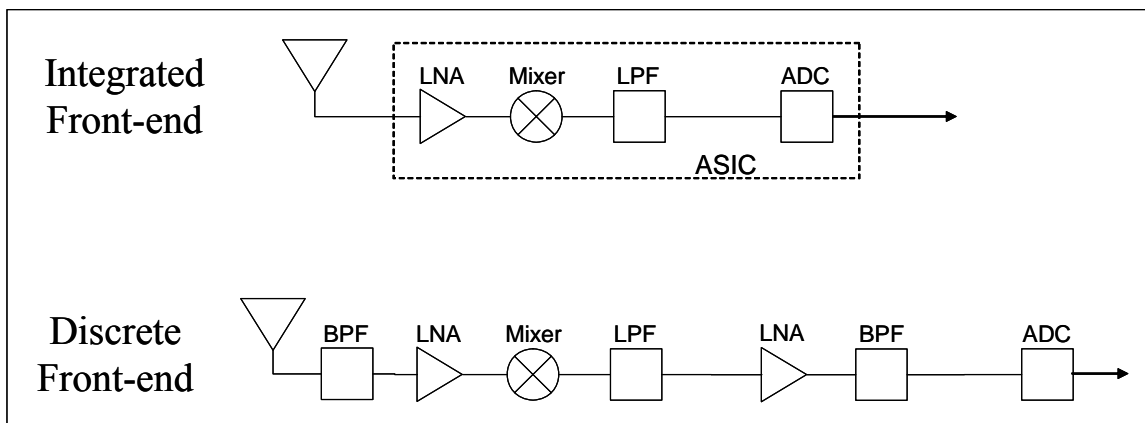 Integrated
Front-end
LNA Mixer LPF ADC
ASIC
Discrete
Front-end
BPF LNA Mixer LPF LNA BPF ADC